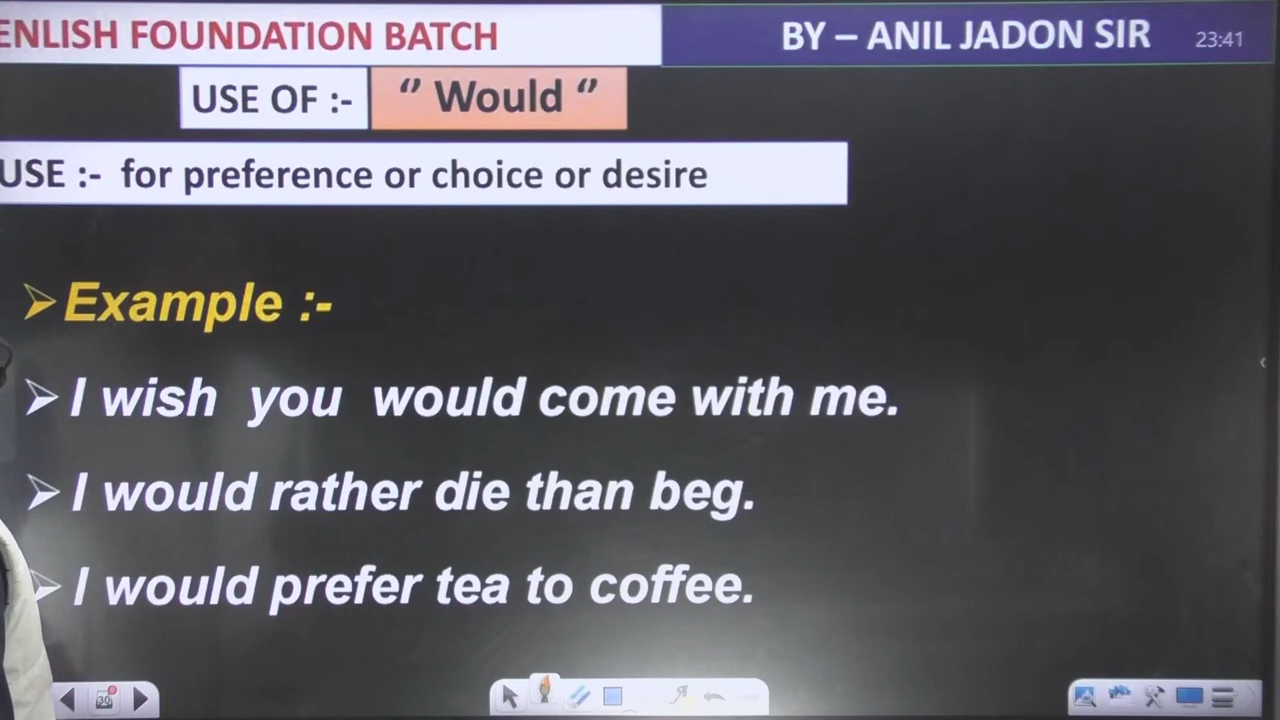 ENLISH FOUNDATION BATCH
BY – ANIL JADON SIR 23:41
USE OF :- “ Would “
USE :- for preference or choice or desire
Example :-
I wish you would come with me.
I would rather die than beg.
I would prefer tea to coffee.
30